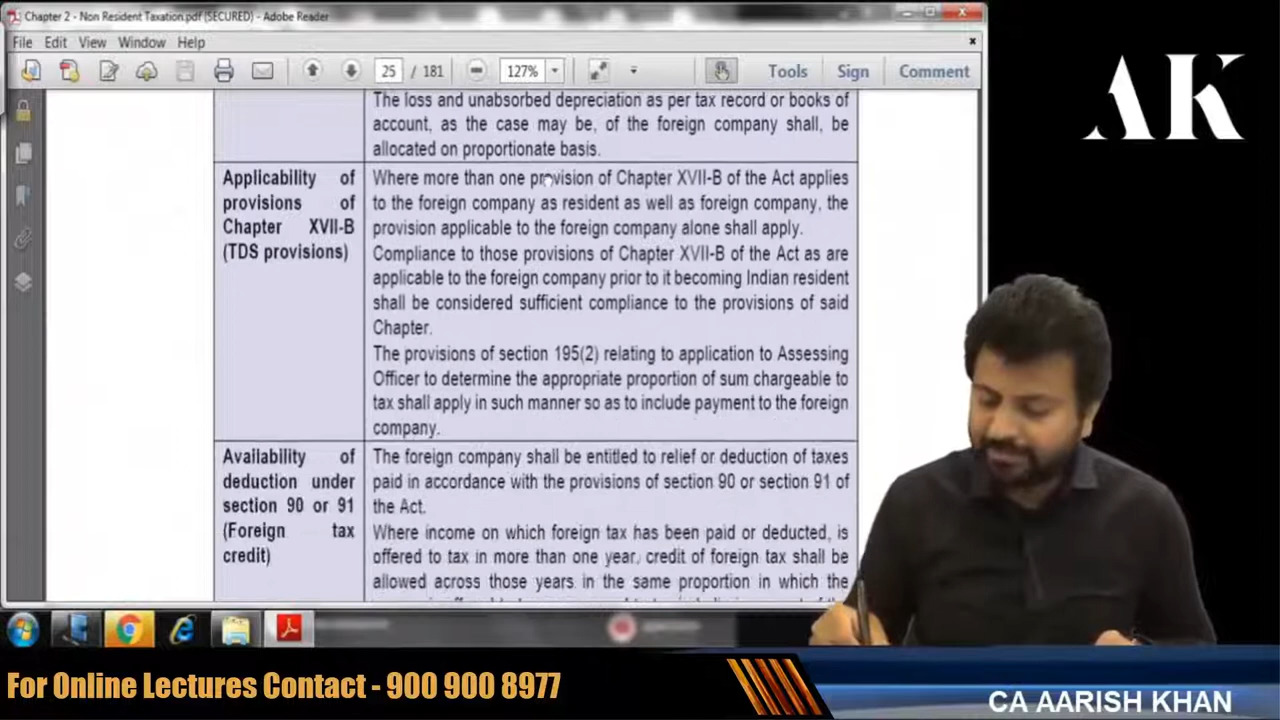 Chapter 2 - Non Resident Taxation.pdf (SECURED) - Adobe Reader
File Edit View Window Help
25 / 181 127% Tools Sign Comment
AK
The loss and unabsorbed depreciation as per tax record or books of
account, as the case may be, of the foreign company shall, be
allocated on proportionate basis.
Applicability of
provisions of
Chapter XVII-B
(TDS provisions)
Where more than one provision of Chapter XVII-B of the Act applies
to the foreign company as resident as well as foreign company, the
provision applicable to the foreign company alone shall apply.
Compliance to those provisions of Chapter XVII-B of the Act as are
applicable to the foreign company prior to it becoming Indian resident
shall be considered sufficient compliance to the provisions of said
Chapter.
The provisions of section 195(2) relating to application to Assessing
Officer to determine the appropriate proportion of sum chargeable to
tax shall apply in such manner so as to include payment to the foreign
company.
Availability of
deduction under
section 90 or 91
(Foreign tax
credit)
The foreign company shall be entitled to relief or deduction of taxes
paid in accordance with the provisions of section 90 or section 91 of
the Act.
Where income on which foreign tax has been paid or deducted, is
offered to tax in more than one year, credit of foreign tax shall be
allowed across those years in the same proportion in which the
For Online Lectures Contact - 900 900 8977
CA AARISH KHAN